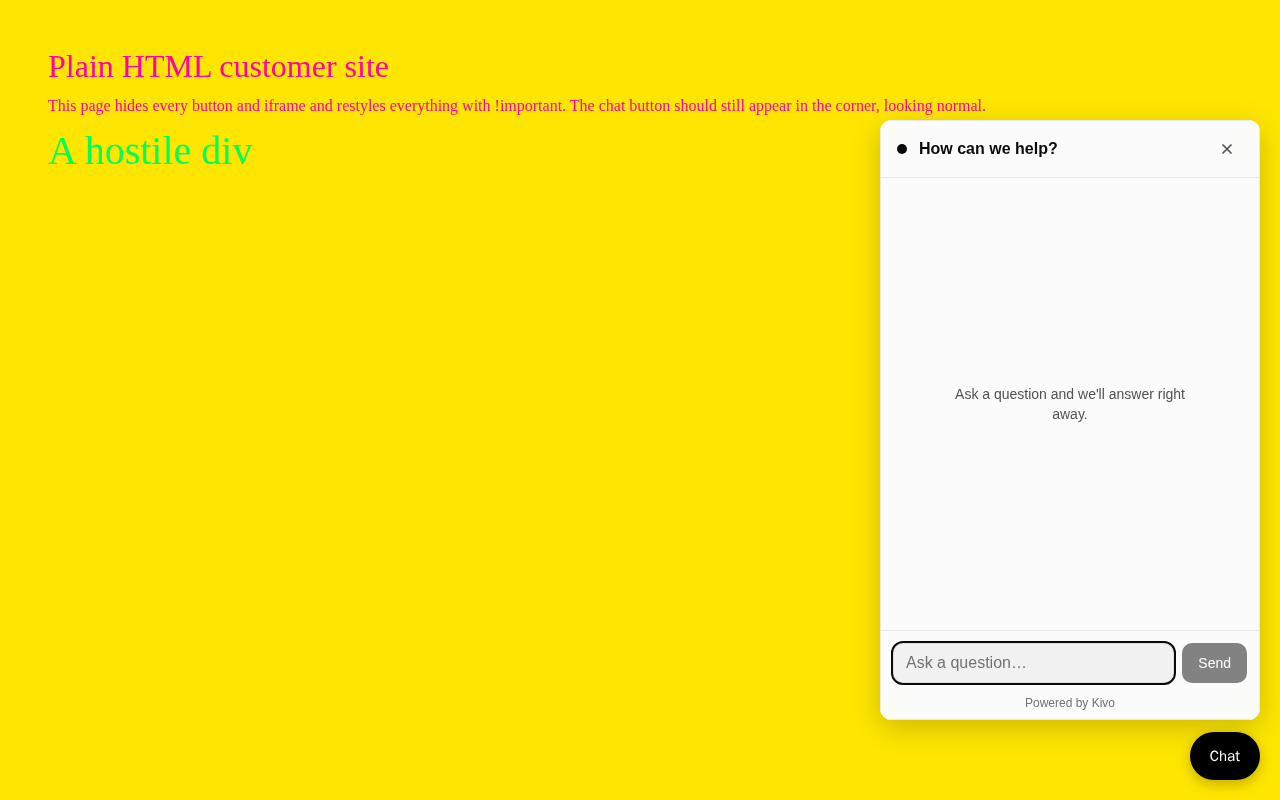 Plain HTML customer site
This page hides every button and iframe and restyles everything with !important. The chat button should still appear in the corner, looking normal.
A hostile div
How can we help?
Ask a question and we'll answer right
away.
Ask a question…
Send
Powered by Kivo
Chat